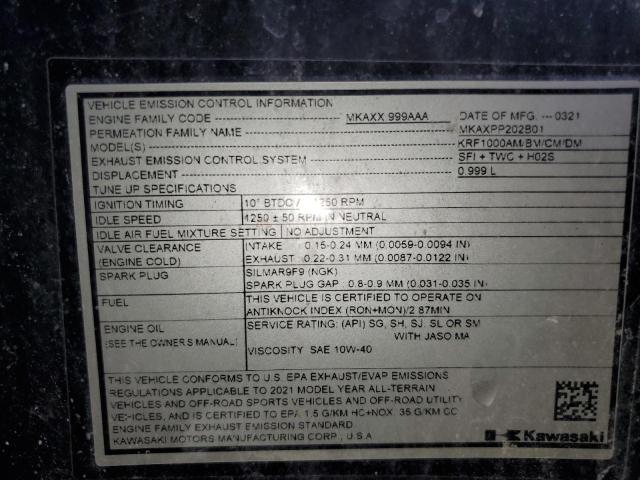 VEHICLE EMISSION CONTROL INFORMATION
ENGINE FAMILY CODE MKAXX 999AAA DATE OF MFG. --- 0321
PERMEATION FAMILY NAME MKAXPP202B01
MODEL(S) KRF1000AM/BM/CM/DM
EXHAUST EMISSION CONTROL SYSTEM SFI + TWC + HO2S
DISPLACEMENT 0.999 L
TUNE UP SPECIFICATIONS
IGNITION TIMING 10° BTDC / 1250 RPM
IDLE SPEED 1250 ± 50 RPM IN NEUTRAL
IDLE AIR FUEL MIXTURE SETTING NO ADJUSTMENT
VALVE CLEARANCE INTAKE : 0.15-0.24 MM (0.0059-0.0094 IN)
(ENGINE COLD) EXHAUST : 0.22-0.31 MM (0.0087-0.0122 IN)
SPARK PLUG SILMAR9F9 (NGK)
SPARK PLUG GAP : 0.8-0.9 MM (0.031-0.035 IN)
FUEL THIS VEHICLE IS CERTIFIED TO OPERATE ON
ANTIKNOCK INDEX (RON+MON)/2 87MIN
ENGINE OIL SERVICE RATING: (API) SG, SH, SJ, SL OR SM
(SEE THE OWNER'S MANUAL) WITH JASO MA
VISCOSITY SAE 10W-40
THIS VEHICLE CONFORMS TO U.S. EPA EXHAUST/EVAP EMISSIONS
REGULATIONS APPLICABLE TO 2021 MODEL YEAR ALL-TERRAIN
VEHICLES AND OFF-ROAD SPORTS VEHICLES AND OFF-ROAD UTILITY
VEHICLES, AND IS CERTIFIED TO EPA 1.5 G/KM HC+NOX, 35 G/KM CO
ENGINE FAMILY EXHAUST EMISSION STANDARD
KAWASAKI MOTORS MANUFACTURING CORP., U.S.A.
Kawasaki